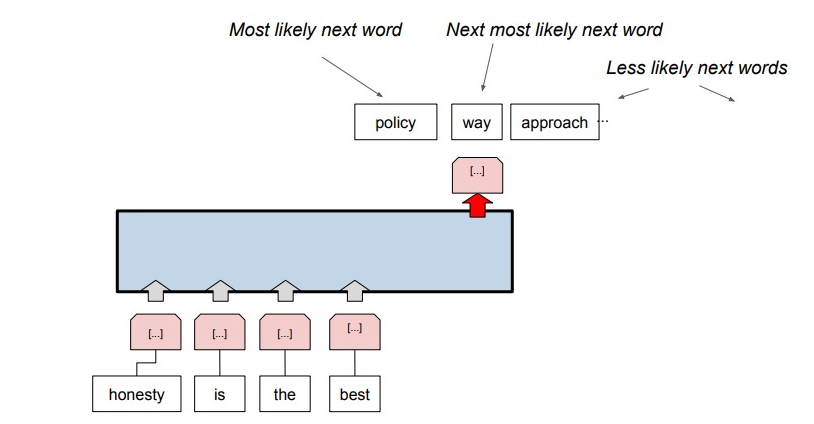 Most likely next word
Next most likely next word
Less likely next words
policy
way
approach
...
[...]
[...]
[...]
[...]
[...]
honesty
is
the
best